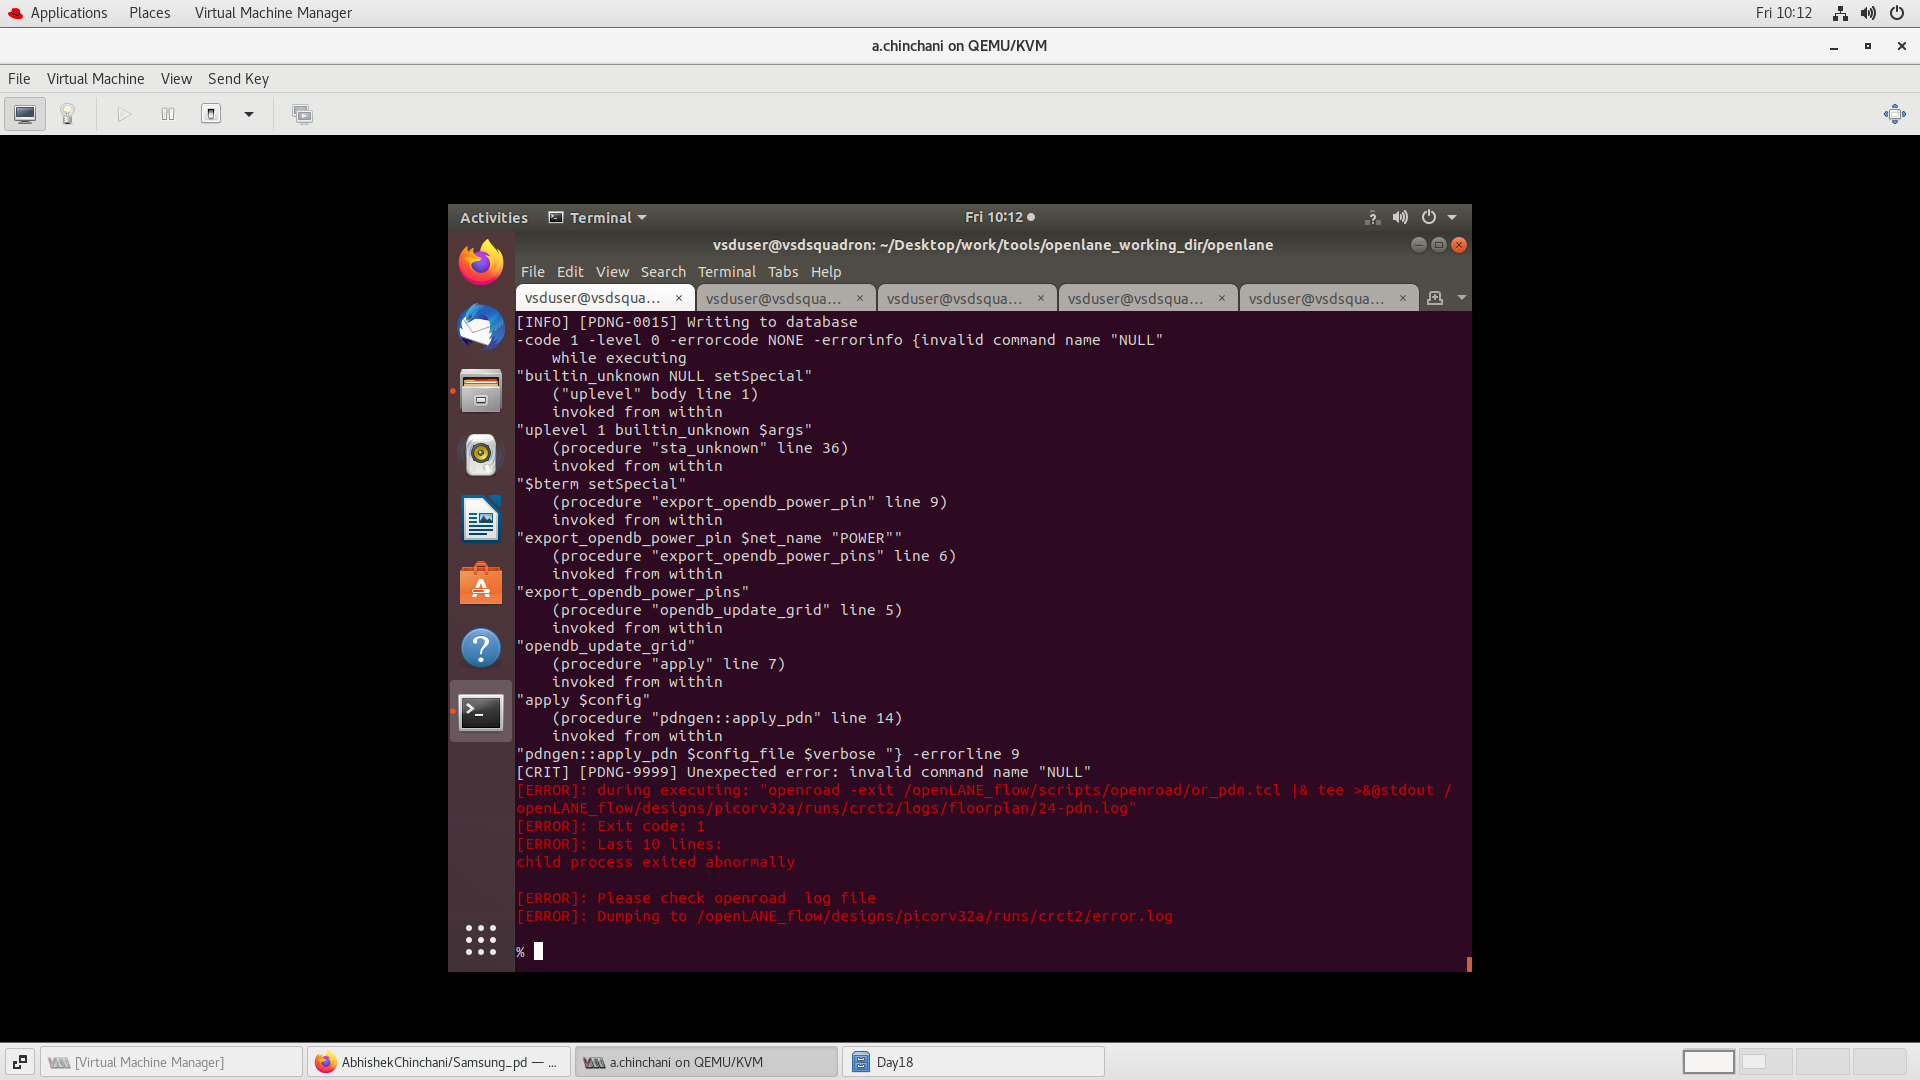 Applications Places Virtual Machine Manager Fri 10:12
a.chinchani on QEMU/KVM
File Virtual Machine View Send Key
Activities Terminal Fri 10:12
vsduser@vsdsquadron: ~/Desktop/work/tools/openlane_working_dir/openlane
File Edit View Search Terminal Tabs Help
vsduser@vsdsqua... × vsduser@vsdsqua... × vsduser@vsdsqua... × vsduser@vsdsqua... × vsduser@vsdsqua... ×
[INFO] [PDNG-0015] Writing to database
-code 1 -level 0 -errorcode NONE -errorinfo {invalid command name "NULL"
    while executing
"builtin_unknown NULL setSpecial"
    ("uplevel" body line 1)
    invoked from within
"uplevel 1 builtin_unknown $args"
    (procedure "sta_unknown" line 36)
    invoked from within
"$bterm setSpecial"
    (procedure "export_opendb_power_pin" line 9)
    invoked from within
"export_opendb_power_pin $net_name "POWER""
    (procedure "export_opendb_power_pins" line 6)
    invoked from within
"export_opendb_power_pins"
    (procedure "opendb_update_grid" line 5)
    invoked from within
"opendb_update_grid"
    (procedure "apply" line 7)
    invoked from within
"apply $config"
    (procedure "pdngen::apply_pdn" line 14)
    invoked from within
"pdngen::apply_pdn $config_file $verbose "} -errorline 9
[CRIT] [PDNG-9999] Unexpected error: invalid command name "NULL"
[ERROR]: during executing: "openroad -exit /openLANE_flow/scripts/openroad/or_pdn.tcl |& tee >&@stdout /
openLANE_flow/designs/picorv32a/runs/crct2/logs/floorplan/24-pdn.log"
[ERROR]: Exit code: 1
[ERROR]: Last 10 lines:
child process exited abnormally
[ERROR]: Please check openroad  log file
[ERROR]: Dumping to /openLANE_flow/designs/picorv32a/runs/crct2/error.log
%
[Virtual Machine Manager] AbhishekChinchani/Samsung_pd — ... a.chinchani on QEMU/KVM Day18